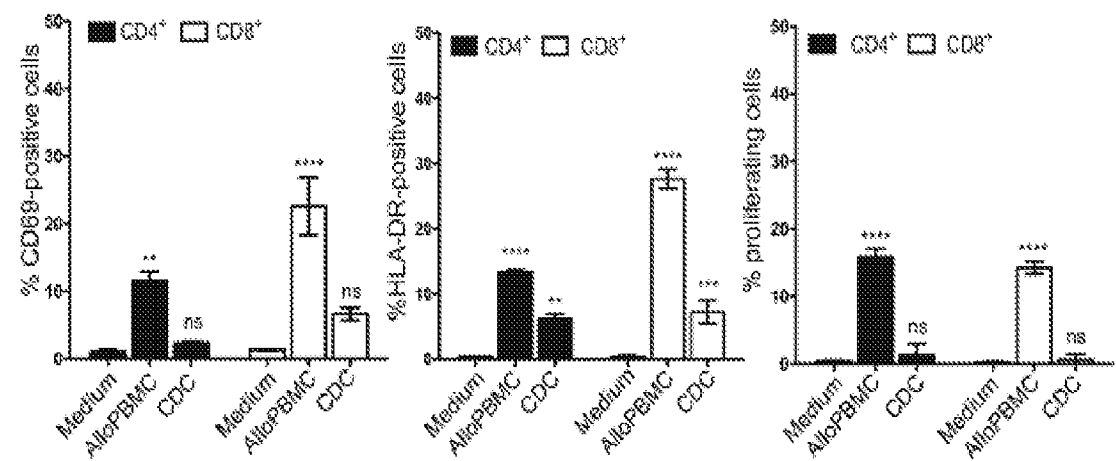 % CD69-positive cells
CD4+ CD8+
50
40
30
20
10
0
**
ns
****
ns
Medium
AlloPBMC
CDC
Medium
AlloPBMC
CDC
%HLA-DR-positive cells
CD4+ CD8+
50
40
30
20
10
0
****
**
****
***
Medium
AlloPBMC
CDC
Medium
AlloPBMC
CDC
% proliferating cells
CD4+ CD8+
50
40
30
20
10
0
****
ns
****
ns
Medium
AlloPBMC
CDC
Medium
AlloPBMC
CDC